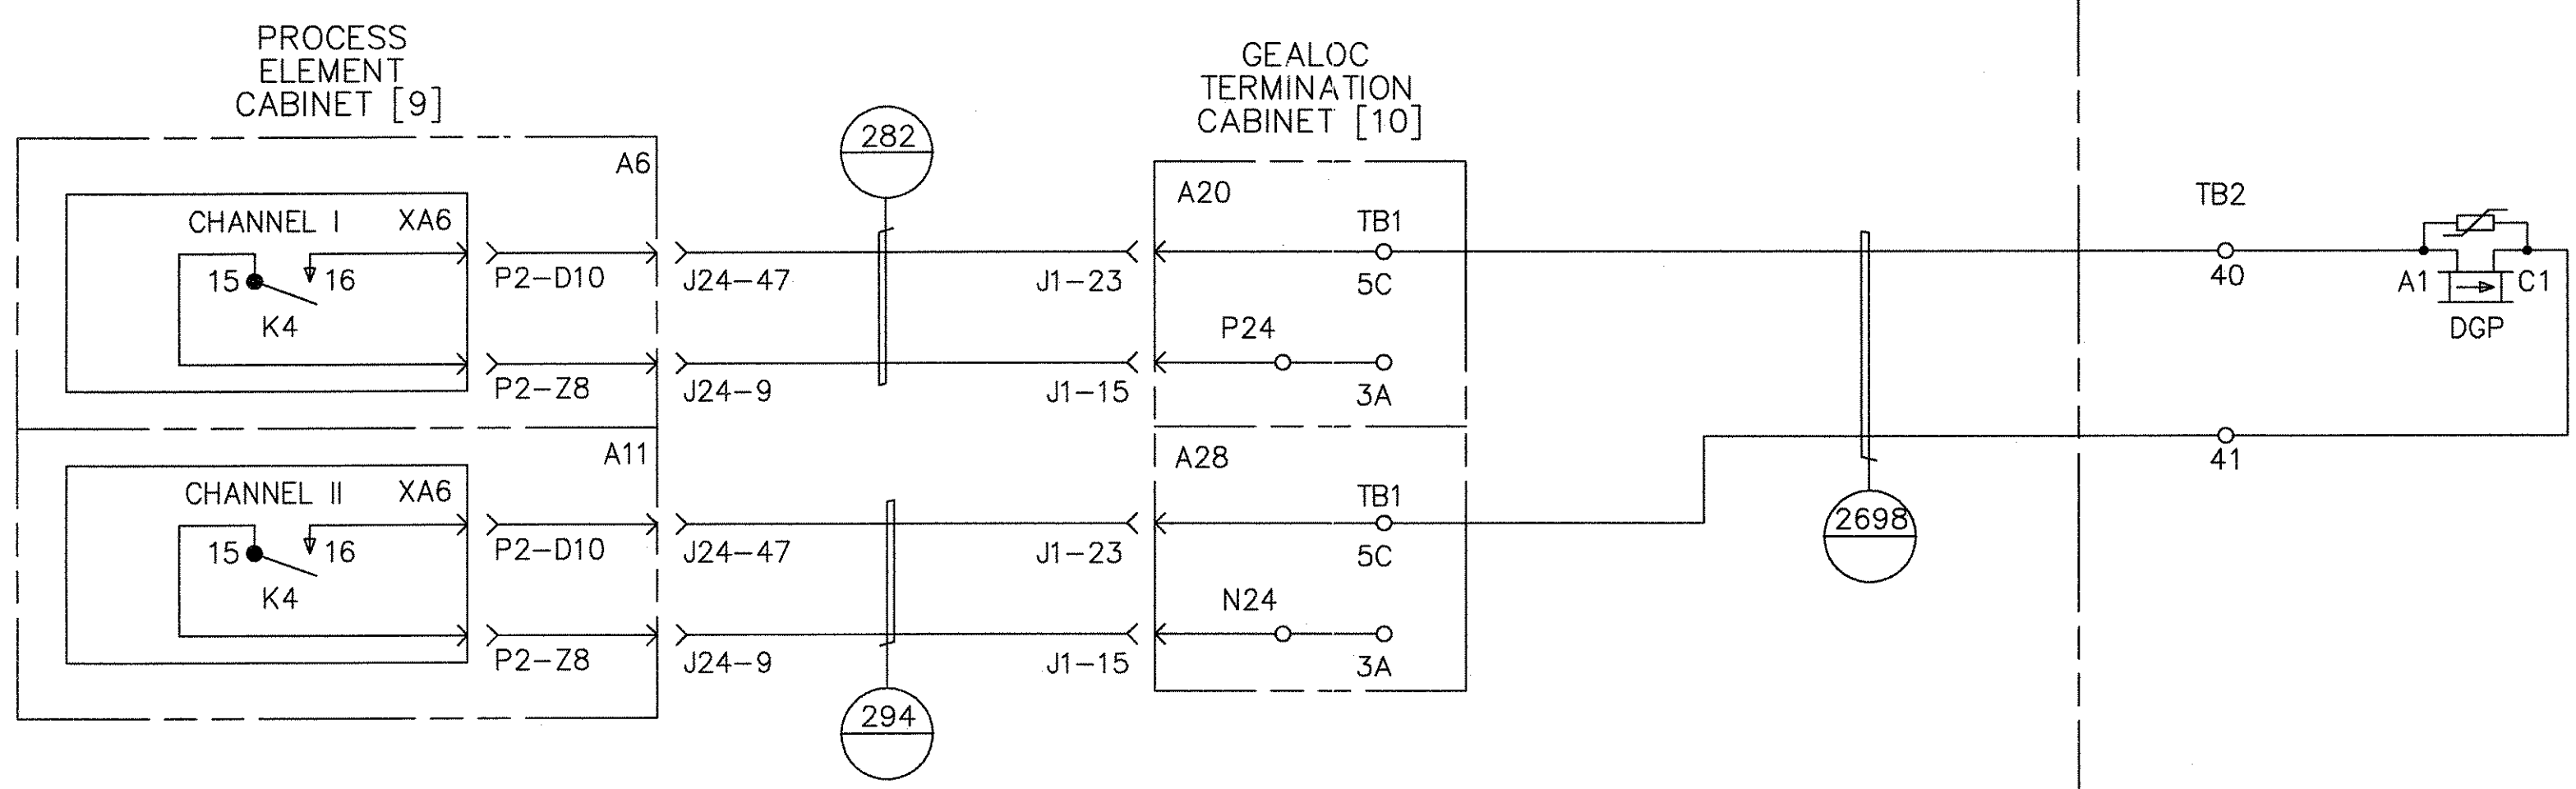 PROCESS
ELEMENT
CABINET [9]
GEALOC
TERMINATION
CABINET [10]
282
A6
CHANNEL I XA6
15 16
K4
P2-D10
J24-47
J1-23
P2-Z8
J24-9
J1-15
A20
TB1
5C
P24
3A
TB2
40
A1 C1
DGP
41
A11
CHANNEL II XA6
15 16
K4
P2-D10
J24-47
J1-23
P2-Z8
J24-9
J1-15
A28
TB1
5C
N24
3A
2698
294